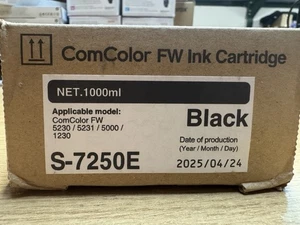 ComColor FW Ink Cartridge
NET.1000ml
Applicable model:
ComColor FW
5230 / 5231 / 5000 /
1230
Black
Date of production
(Year / Month / Day)
S-7250E
2025/04/24